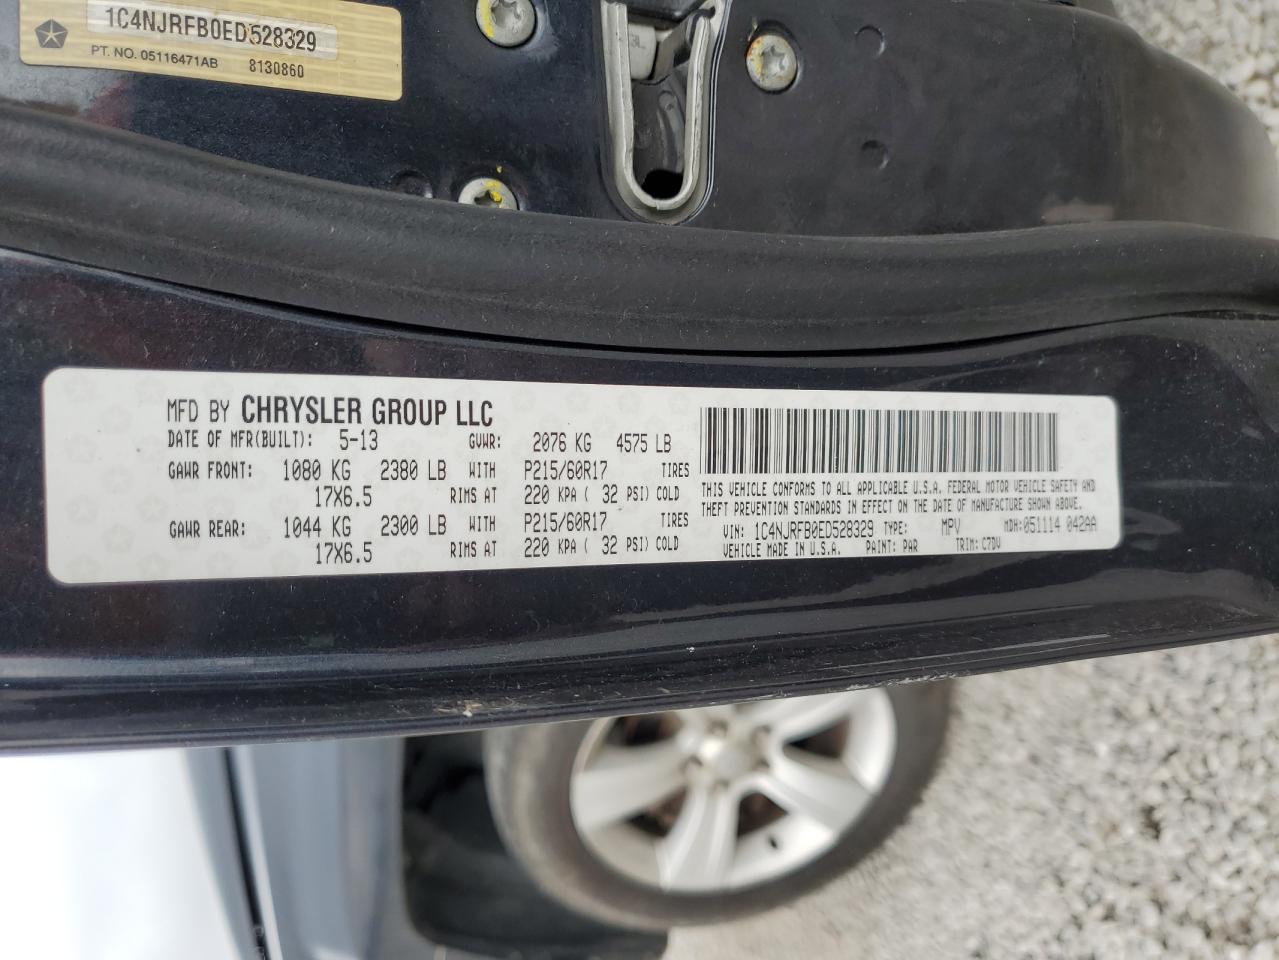 1C4NJRFB0ED528329
PT. NO. 05116471AB 8130860
3L
MFD BY CHRYSLER GROUP LLC
DATE OF MFR(BUILT): 5-13 GVWR: 2076 KG 4575 LB
GAWR FRONT: 1080 KG 2380 LB WITH P215/60R17 TIRES
17X6.5 RIMS AT 220 KPA ( 32 PSI) COLD
GAWR REAR: 1044 KG 2300 LB WITH P215/60R17 TIRES
17X6.5 RIMS AT 220 KPA ( 32 PSI) COLD
THIS VEHICLE CONFORMS TO ALL APPLICABLE U.S.A. FEDERAL MOTOR VEHICLE SAFETY AND
THEFT PREVENTION STANDARDS IN EFFECT ON THE DATE OF MANUFACTURE SHOWN ABOVE.
VIN: 1C4NJRFB0ED528329 TYPE: MPV MDH: 051114 042AA
VEHICLE MADE IN U.S.A. PAINT: PAR TRIM: C7DV